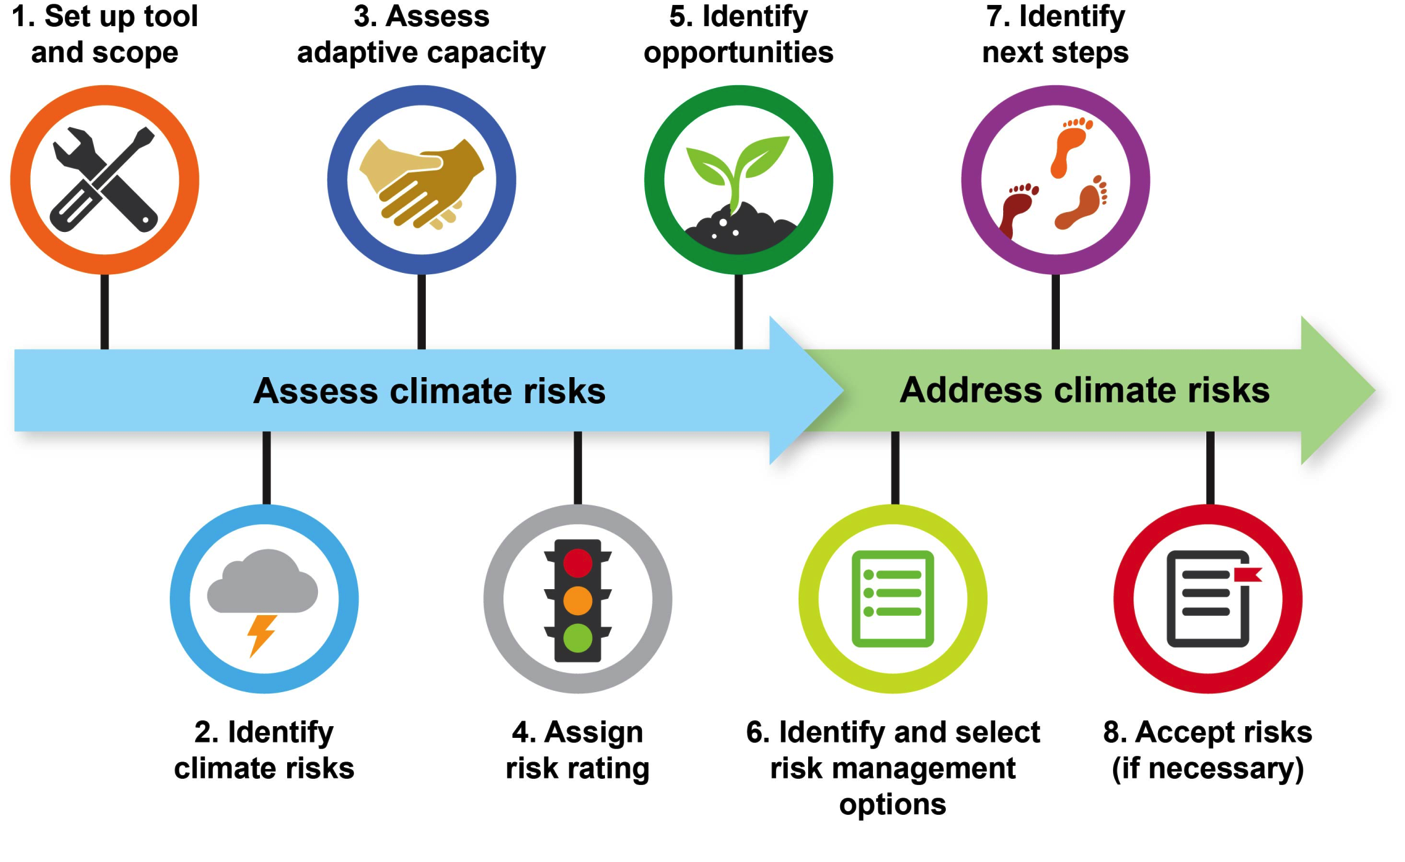 1. Set up tool
and scope
3. Assess
adaptive capacity
5. Identify
opportunities
7. Identify
next steps
Assess climate risks
Address climate risks
2. Identify
climate risks
4. Assign
risk rating
6. Identify and select
risk management
options
8. Accept risks
(if necessary)